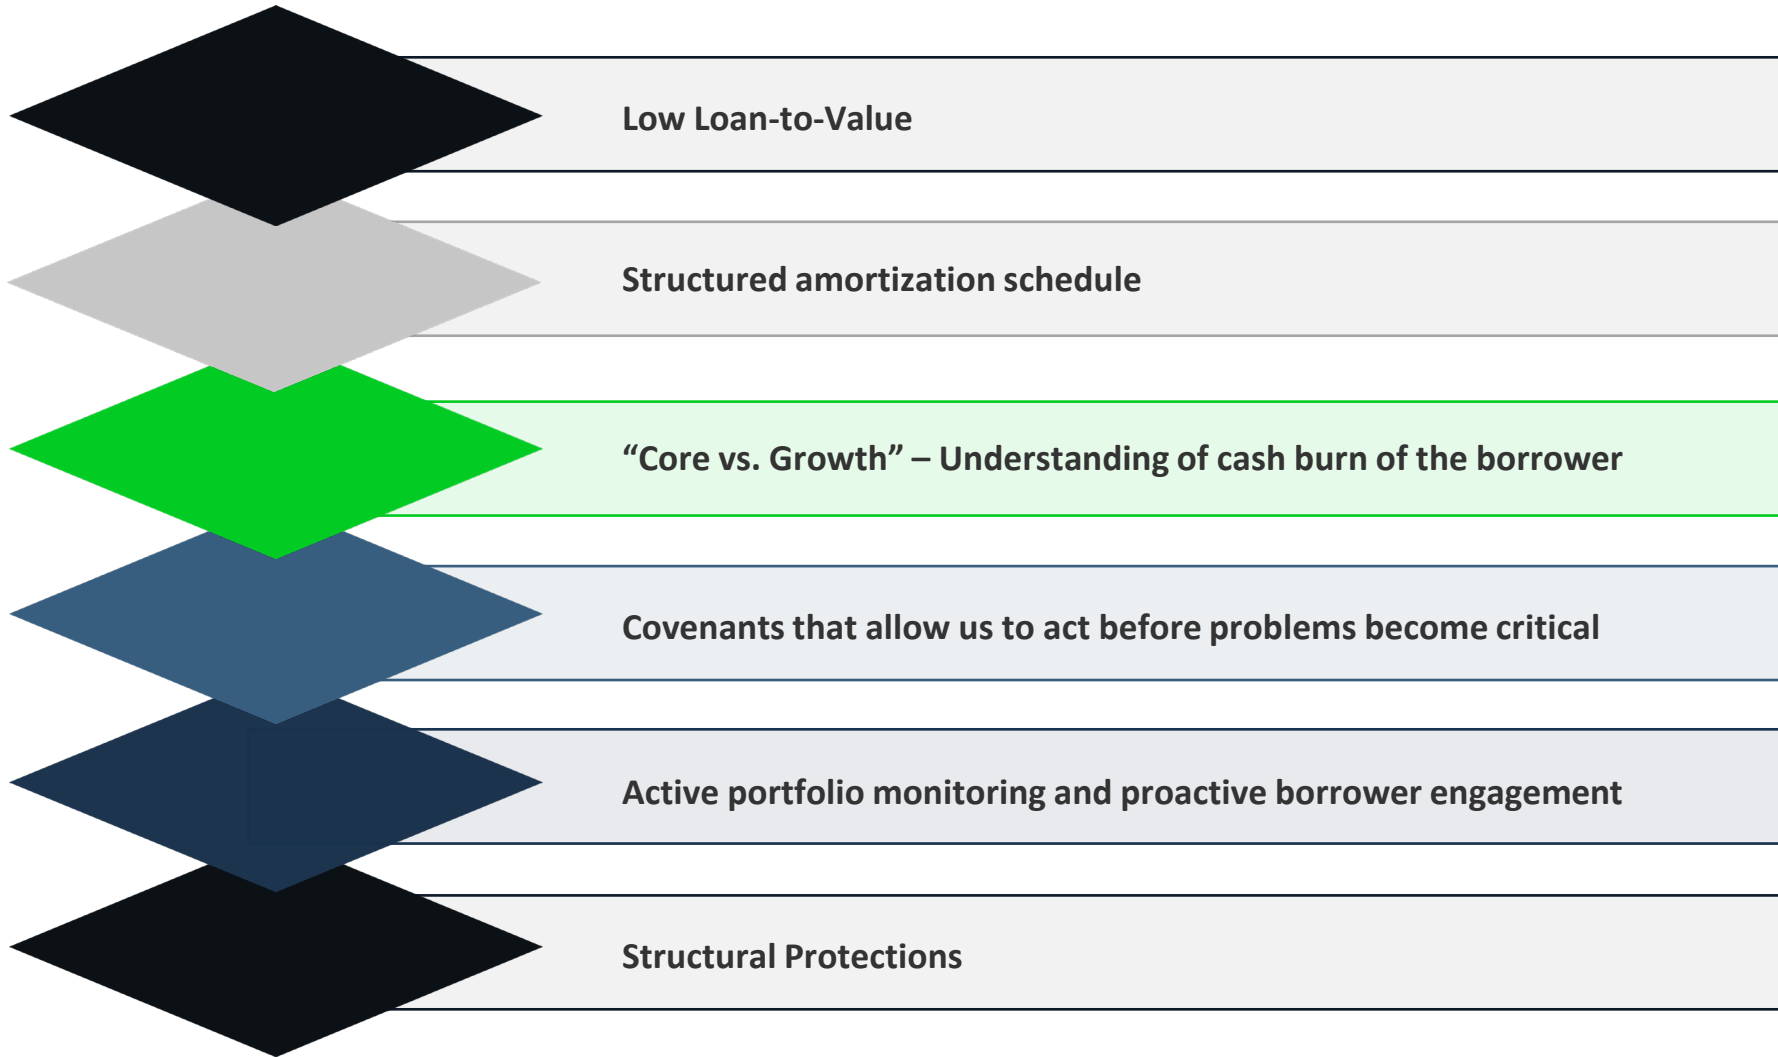 Low Loan-to-Value
Structured amortization schedule
“Core vs. Growth” – Understanding of cash burn of the borrower
Covenants that allow us to act before problems become critical
Active portfolio monitoring and proactive borrower engagement
Structural Protections